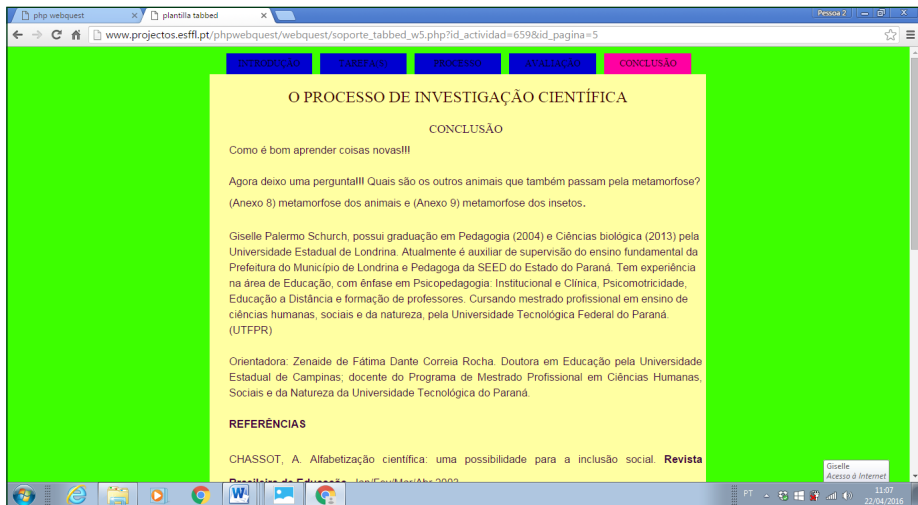 php webquest
plantilla tabbed
Pessoa 2
www.projectos.esffl.pt/phpwebquest/webquest/soporte_tabbed_w5.php?id_actividad=659&id_pagina=5
INTRODUÇÃO TAREFA(S) PROCESSO AVALIAÇÃO CONCLUSÃO
O PROCESSO DE INVESTIGAÇÃO CIENTÍFICA
CONCLUSÃO
Como é bom aprender coisas novas!!!
Agora deixo uma pergunta!!! Quais são os outros animais que também passam pela metamorfose?
(Anexo 8) metamorfose dos animais e (Anexo 9) metamorfose dos insetos.
Giselle Palermo Schurch, possui graduação em Pedagogia (2004) e Ciências biológica (2013) pela
Universidade Estadual de Londrina. Atualmente é auxiliar de supervisão do ensino fundamental da
Prefeitura do Município de Londrina e Pedagoga da SEED do Estado do Paraná. Tem experiência
na área de Educação, com ênfase em Psicopedagogia: Institucional e Clínica, Psicomotricidade,
Educação a Distância e formação de professores. Cursando mestrado profissional em ensino de
ciências humanas, sociais e da natureza, pela Universidade Tecnológica Federal do Paraná.
(UTFPR)
Orientadora: Zenaide de Fátima Dante Correia Rocha. Doutora em Educação pela Universidade
Estadual de Campinas; docente do Programa de Mestrado Profissional em Ciências Humanas,
Sociais e da Natureza da Universidade Tecnológica do Paraná.
REFERÊNCIAS
CHASSOT, A. Alfabetização científica: uma possibilidade para a inclusão social. Revista
Brasileira de Educação, Jan/Fev/Mar/Abr 2003
Giselle
Acesso à Internet
PT
11:07
22/04/2016